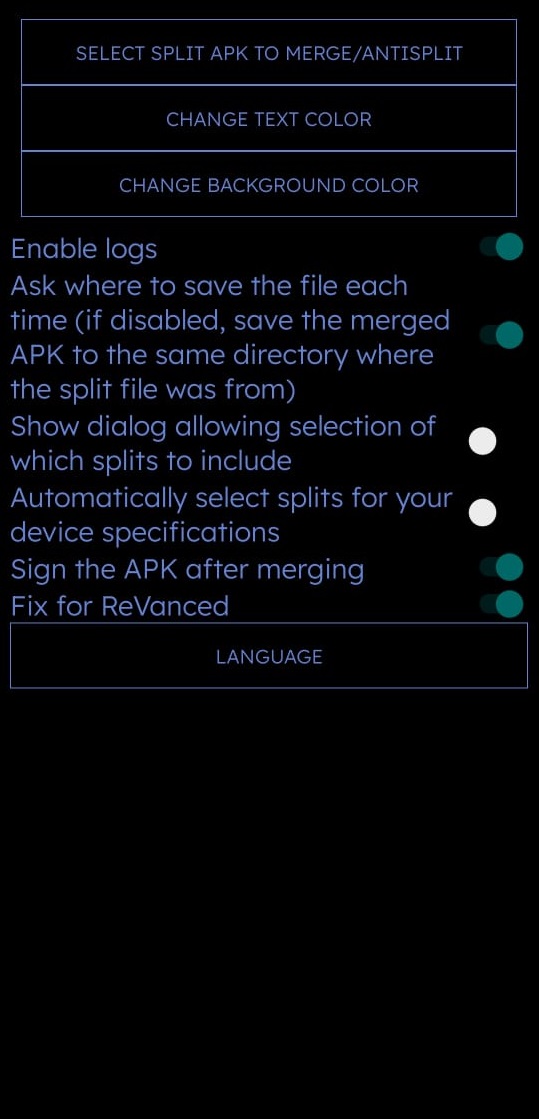 SELECT SPLIT APK TO MERGE/ANTISPLIT
CHANGE TEXT COLOR
CHANGE BACKGROUND COLOR
Enable logs
Ask where to save the file each
time (if disabled, save the merged
APK to the same directory where
the split file was from)
Show dialog allowing selection of
which splits to include
Automatically select splits for your
device specifications
Sign the APK after merging
Fix for ReVanced
LANGUAGE